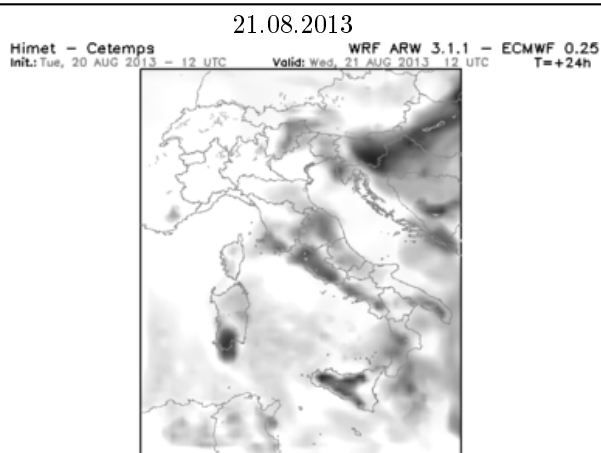 21.08.2013
Himet - Cetemps WRF ARW 3.1.1 - ECMWF 0.25
Init.: Tue, 20 AUG 2013 - 12 UTC Valid: Wed, 21 AUG 2013 12 UTC T=+24h